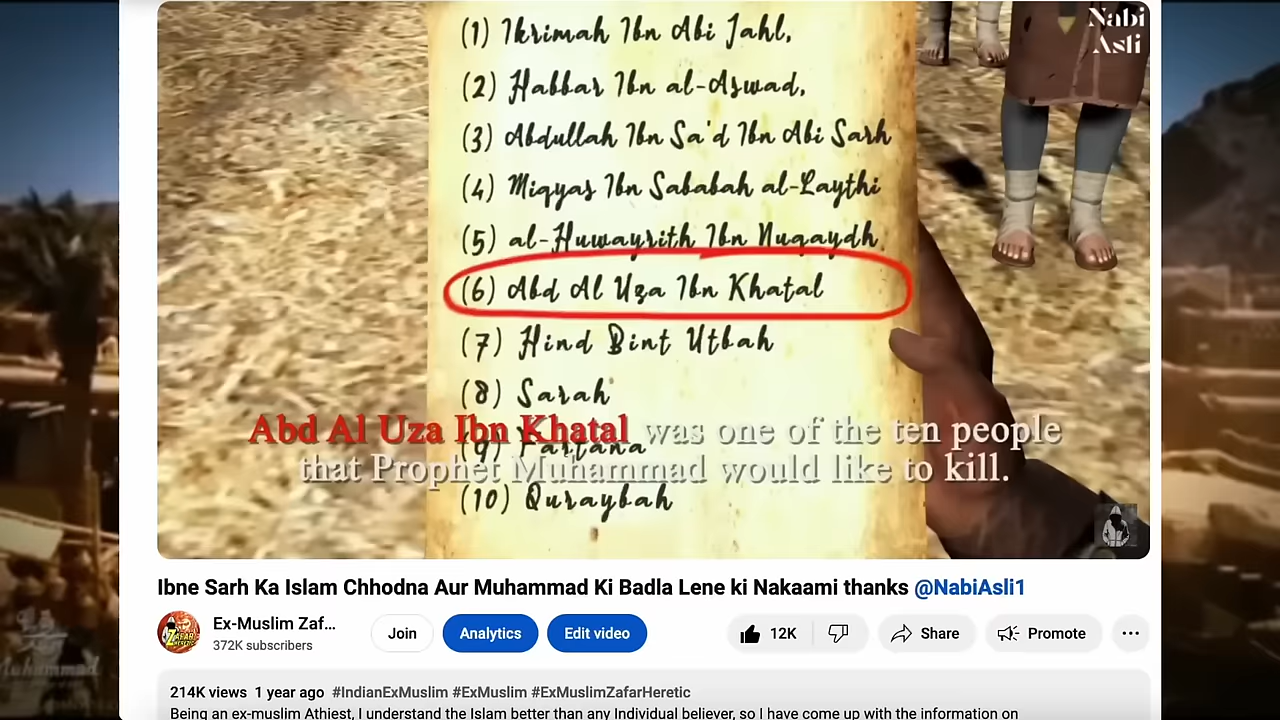 Nabi
Asli
(1) Ikrimah Ibn Abi Jahl,
(2) Habbar Ibn al-Aswad,
(3) Abdullah Ibn Sa'd Ibn Abi Sarh
(4) Miqyas Ibn Sababah al-Laythi
(5) al-Huwayrith Ibn Nuqaydh
(6) Abd Al Uza Ibn Khatal
(7) Hind Bint Utbah
(8) Sarah
Abd Al Uza Ibn Khatal was one of the ten people
(9) Fartana
that Prophet Muhammad would like to kill.
(10) Quraybah
Ibne Sarh Ka Islam Chhodna Aur Muhammad Ki Badla Lene ki Nakaami thanks @NabiAsli1
Ex-Muslim Zaf...
372K subscribers
Join
Analytics
Edit video
12K
Share
Promote
214K views 1 year ago #IndianExMuslim #ExMuslim #ExMuslimZafarHeretic
Being an ex-muslim Athiest, I understand the Islam better than any Individual believer, so I have come up with the information on